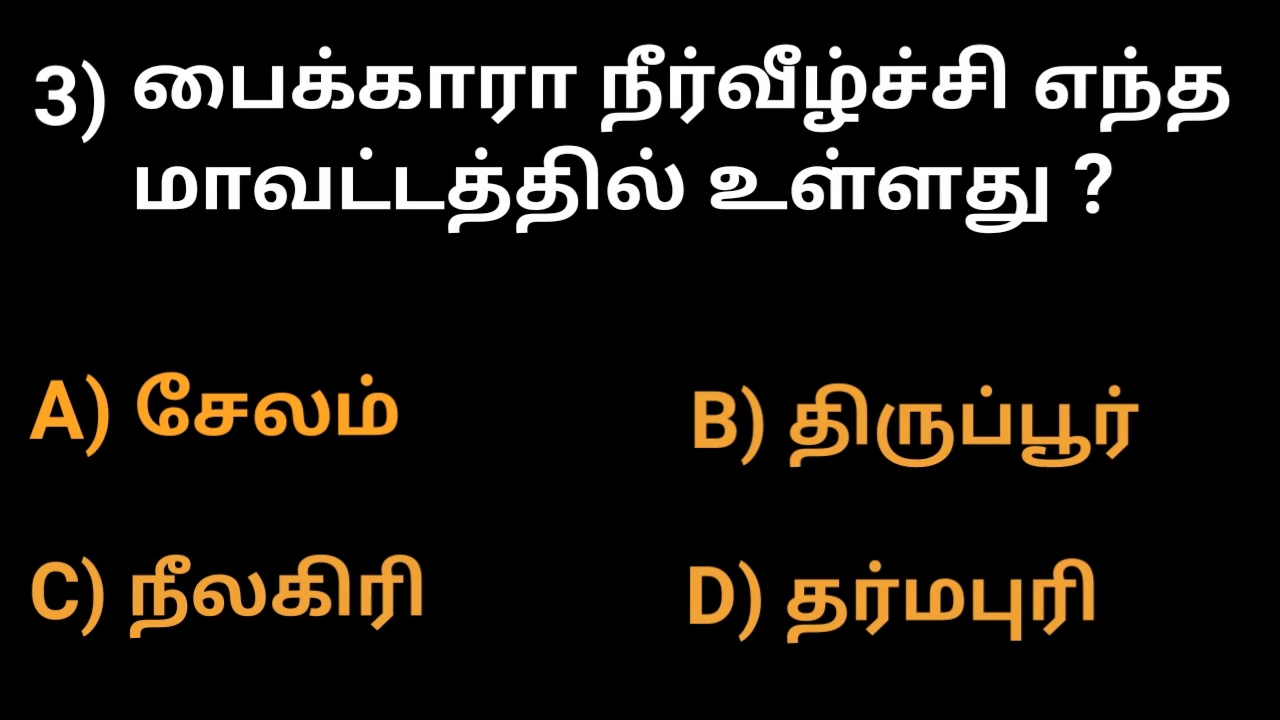 3) பைக்காரா நீர்வீழ்ச்சி எந்த
மாவட்டத்தில் உள்ளது ?
A) சேலம்
B) திருப்பூர்
C) நீலகிரி
D) தர்மபுரி